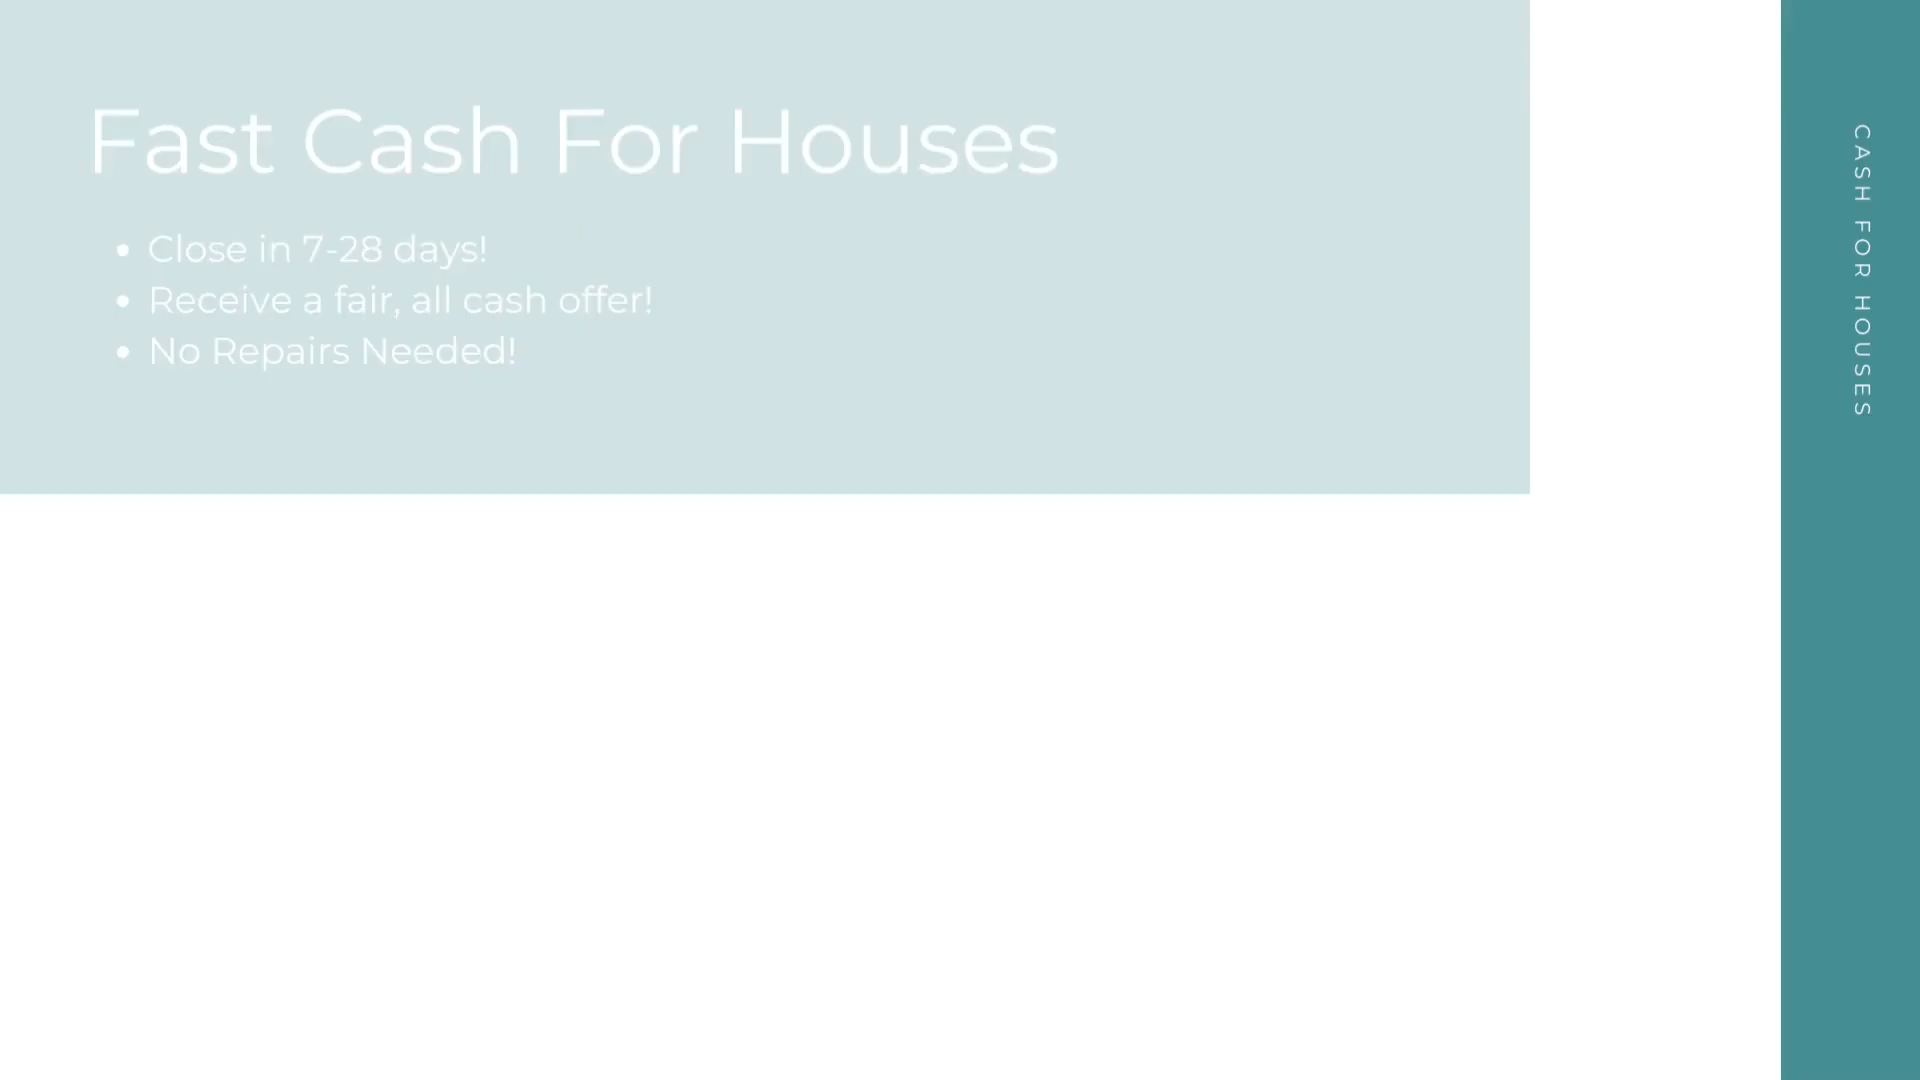 Fast Cash For Houses
• Close in 7-28 days!
• Receive a fair, all cash offer!
• No Repairs Needed!
CASH FOR HOUSES